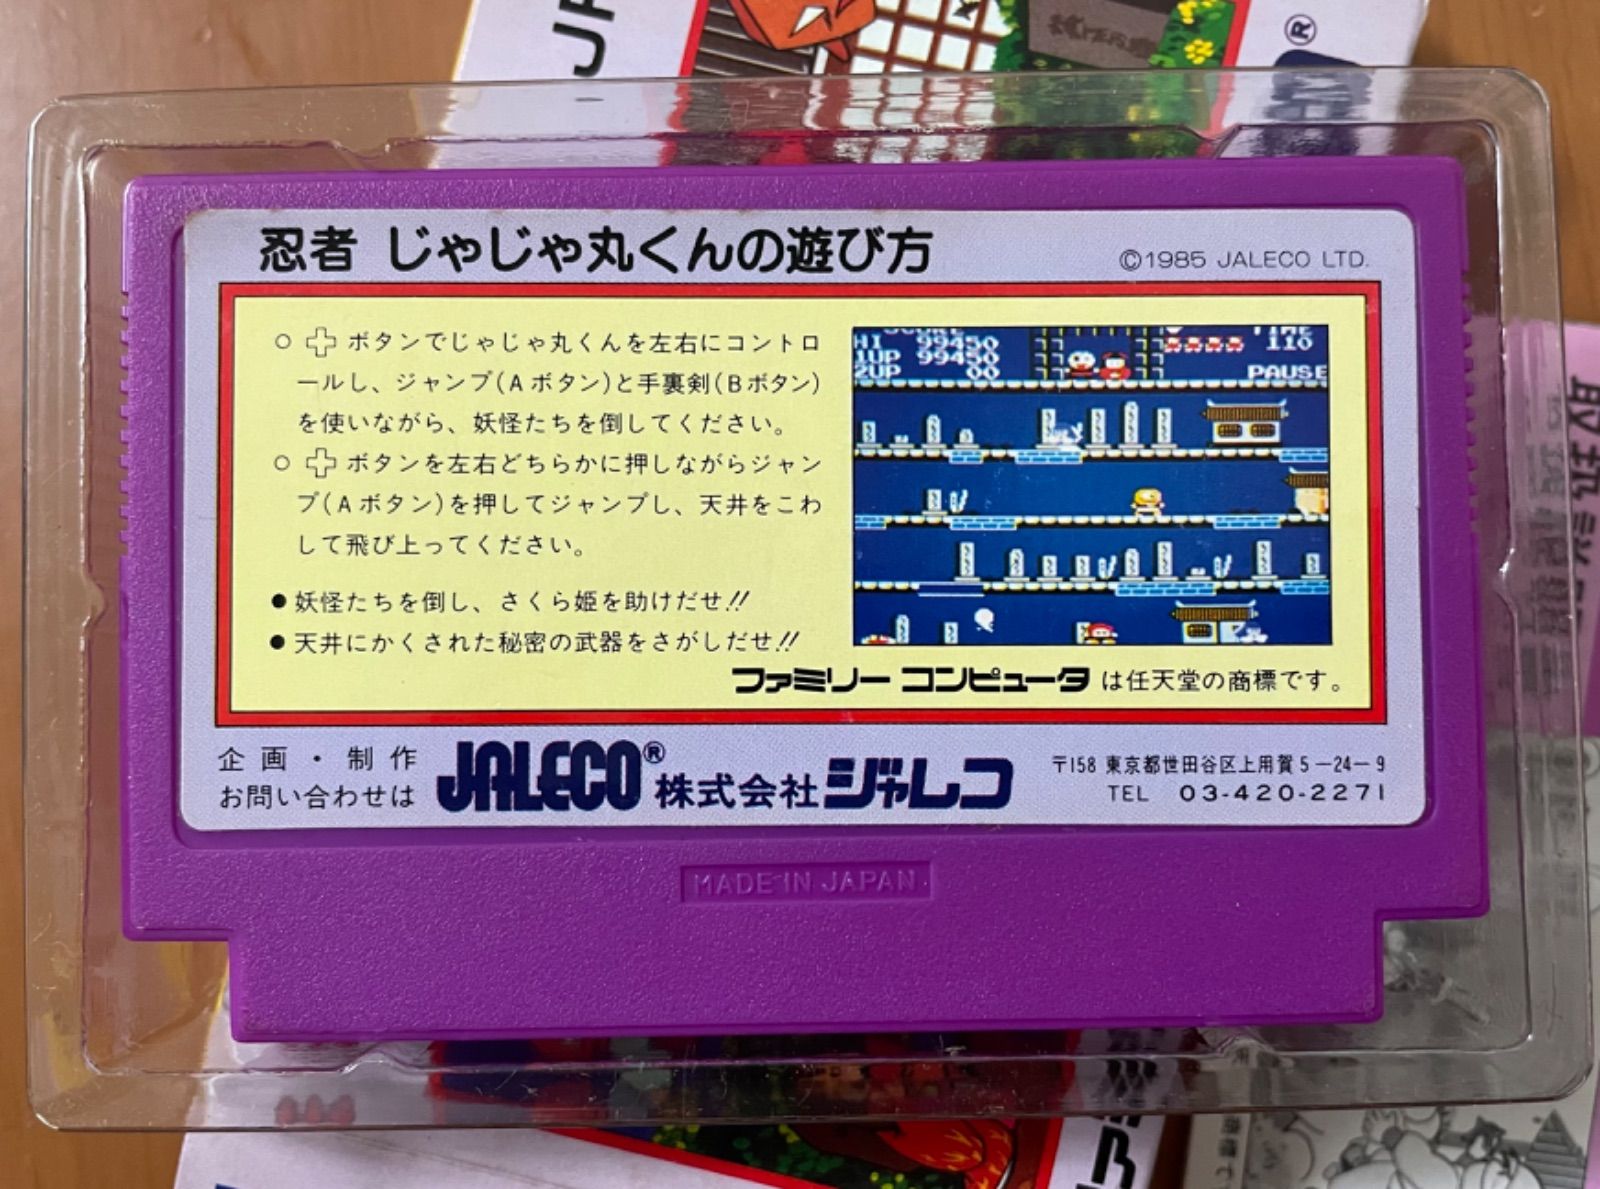 忍者 じゃじゃ丸くんの遊び方
©1985 JALECO LTD.
○ ボタンでじゃじゃ丸くんを左右にコントロ
ールし、ジャンプ(Aボタン)と手裏剣(Bボタン)
を使いながら、妖怪たちを倒してください。
○ ボタンを左右どちらかに押しながらジャン
プ(Aボタン)を押してジャンプし、天井をこわ
して飛び上ってください。
●妖怪たちを倒し、さくら姫を助けだせ!!
●天井にかくされた秘密の武器をさがしだせ!!
SCORE
TIME
HI 99450
110
1UP 99450
2UP 00
PAUSE
ファミリー コンピュータ は任天堂の商標です。
企画・制作
お問い合わせは
JALECO® 株式会社ジャレコ
〒158 東京都世田谷区上用賀5-24-9
TEL 03-420-2271
MADE IN JAPAN